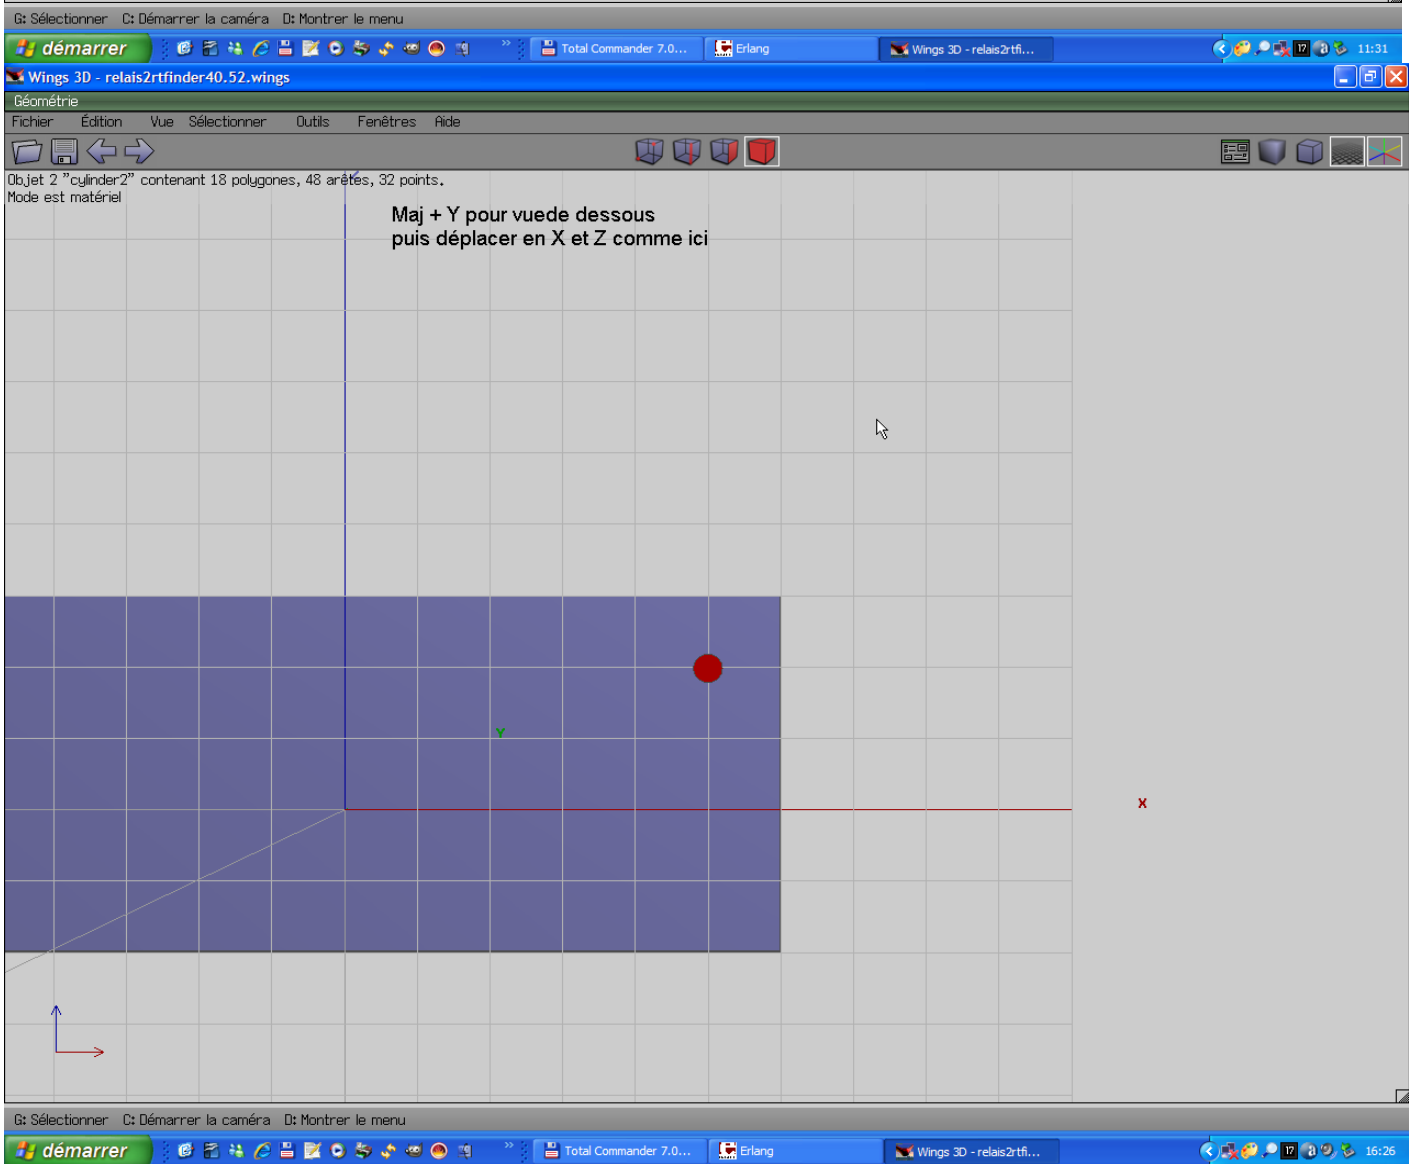 G: Sélectionner C: Démarrer la caméra D: Montrer le menu
démarrer Total Commander 7.0... Erlang Wings 3D - relais2rtfi... 17 11:31
Wings 3D - relais2rtfinder40.52.wings
Géométrie
Fichier Édition Vue Sélectionner Outils Fenêtres Aide
Objet 2 "cylinder2" contenant 18 polygones, 48 arêtes, 32 points.
Mode est matériel
Maj + Y pour vuede dessous
puis déplacer en X et Z comme ici
Y
X
G: Sélectionner C: Démarrer la caméra D: Montrer le menu
démarrer Total Commander 7.0... Erlang Wings 3D - relais2rtfi... 17 16:26